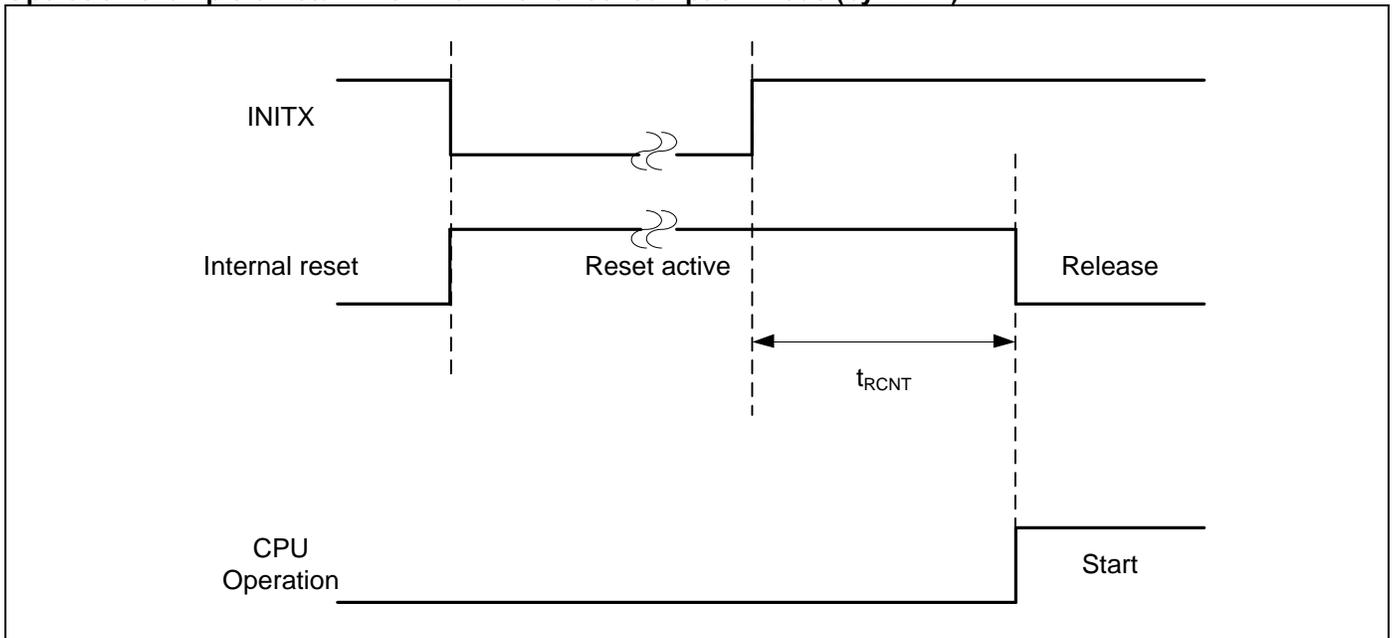 INITX
Internal reset
Reset active
Release
tRCNT
CPU
Operation
Start